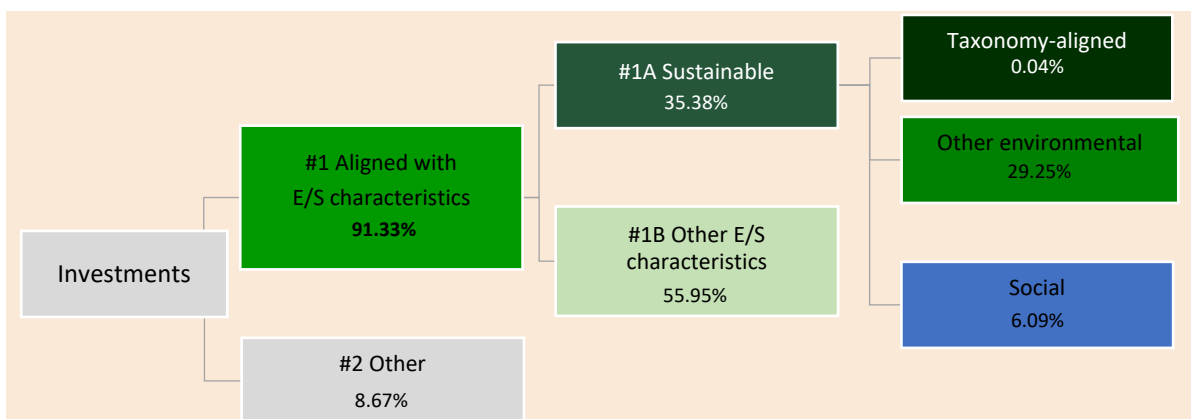 Investments
#1 Aligned with
E/S characteristics
91.33%
#2 Other
8.67%
#1A Sustainable
35.38%
#1B Other E/S
characteristics
55.95%
Taxonomy-aligned
0.04%
Other environmental
29.25%
Social
6.09%